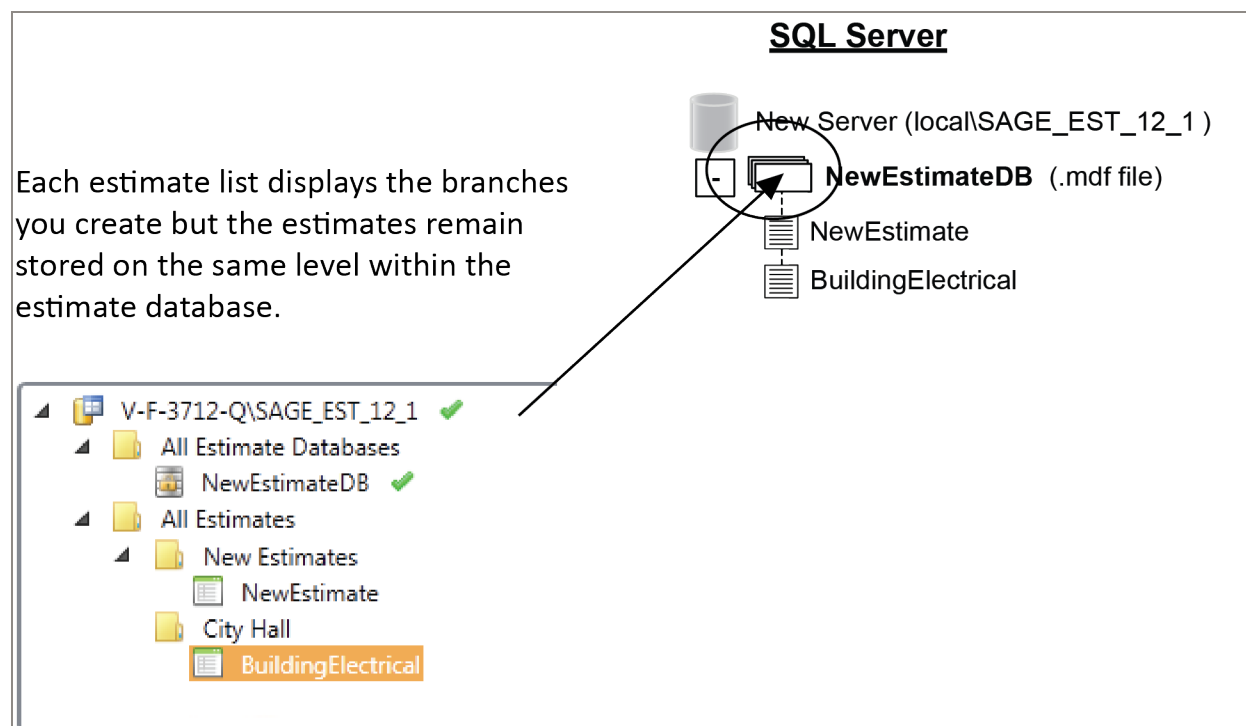 SQL Server
New Server (local\SAGE_EST_12_1 )
- NewEstimateDB (.mdf file)
NewEstimate
BuildingElectrical
Each estimate list displays the branches
you create but the estimates remain
stored on the same level within the
estimate database.
V-F-3712-Q\SAGE_EST_12_1
All Estimate Databases
NewEstimateDB
All Estimates
New Estimates
NewEstimate
City Hall
BuildingElectrical